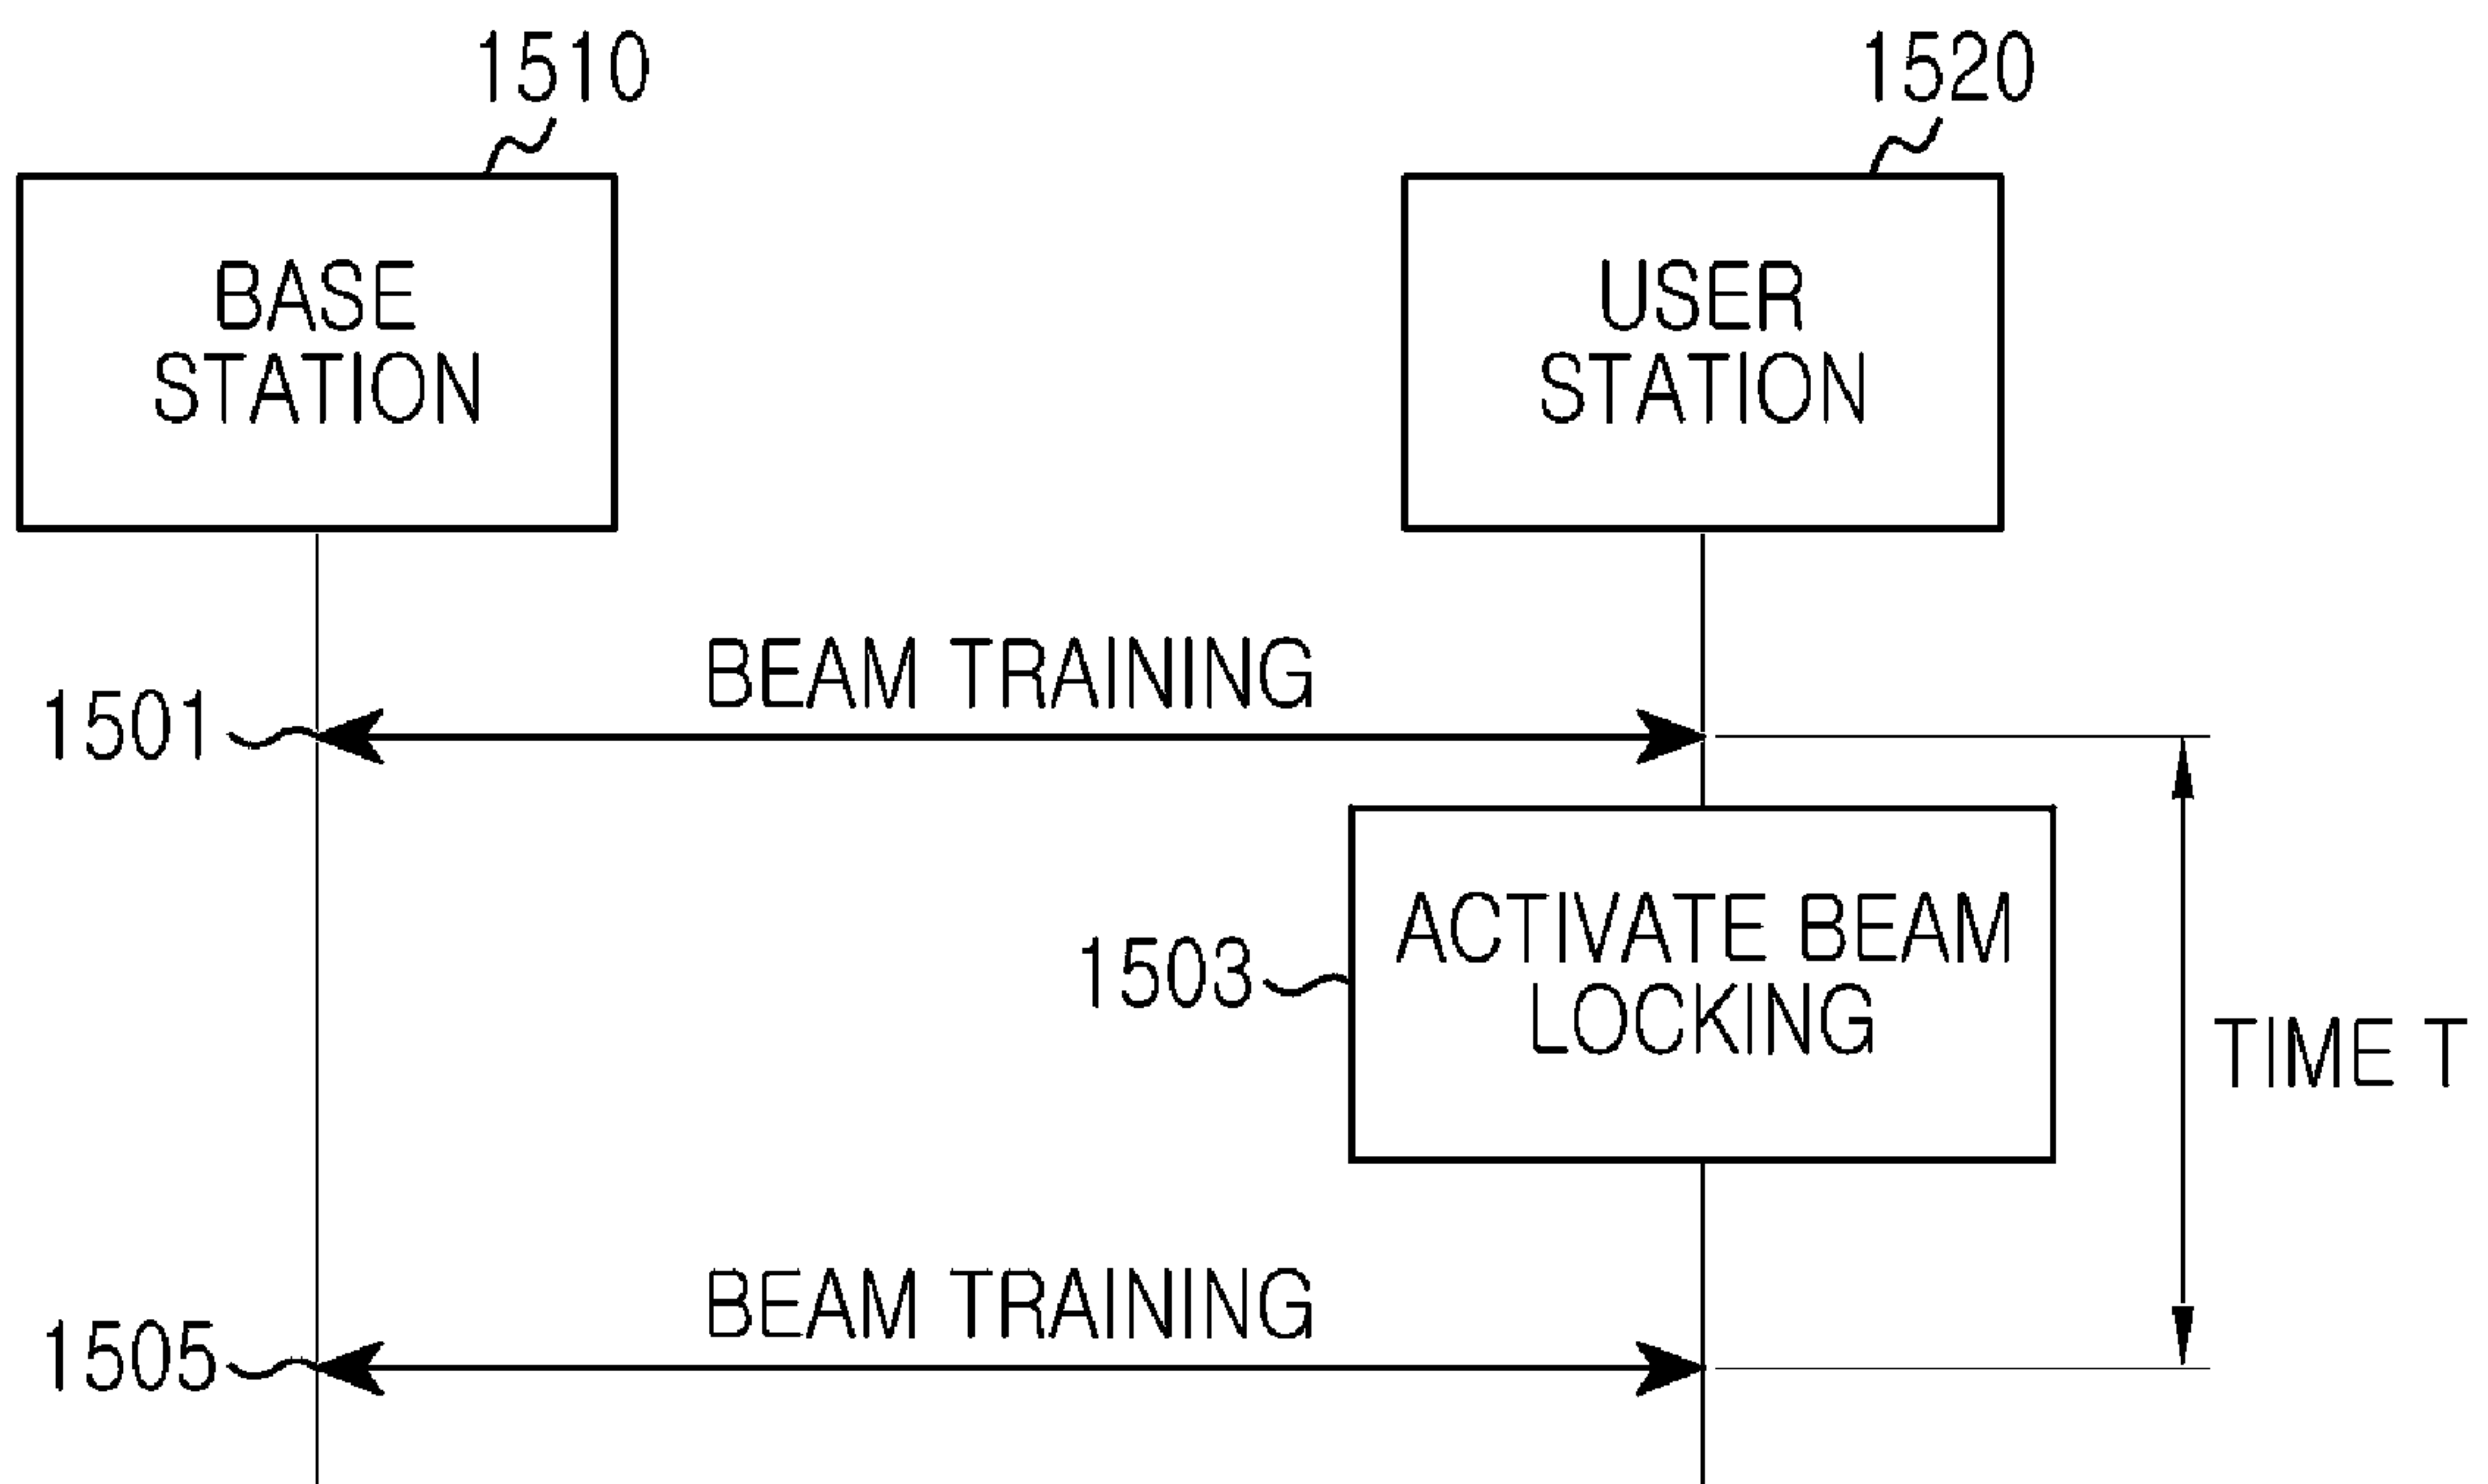 1510
1520
BASE
STATION
USER
STATION
BEAM TRAINING
1501
ACTIVATE BEAM
LOCKING
1503
TIME T
BEAM TRAINING
1505